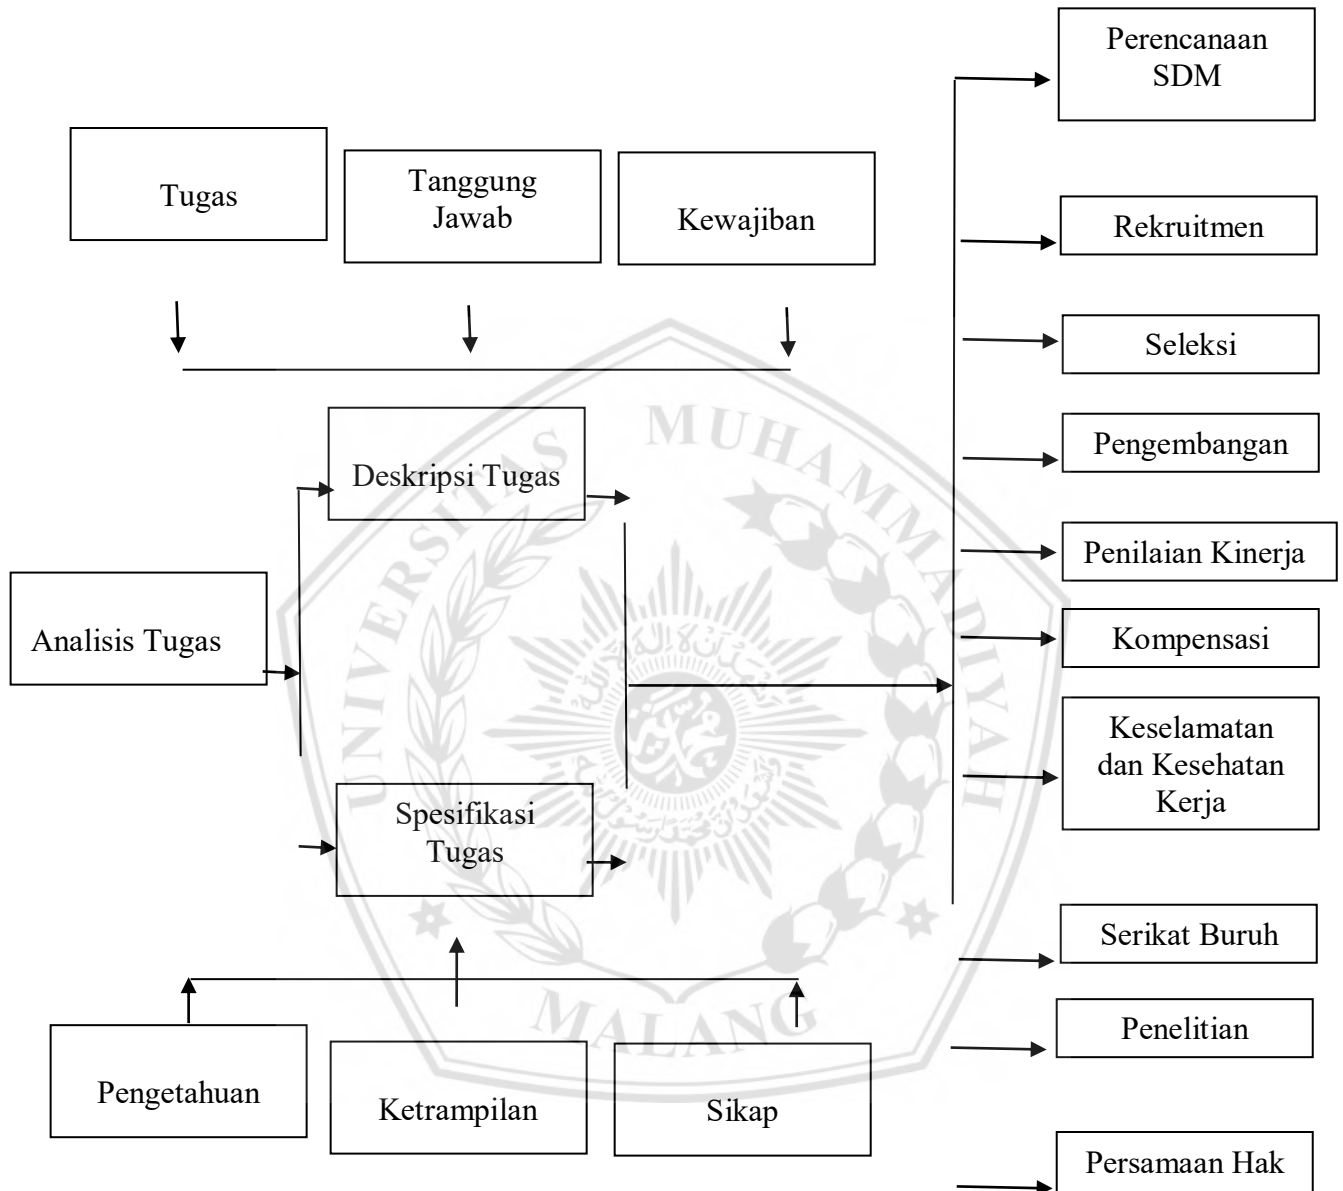 Perencanaan
SDM
Tugas
Tanggung
Jawab
Kewajiban
Rekruitmen
Seleksi
Deskripsi Tugas
Pengembangan
Analisis Tugas
Penilaian Kinerja
Kompensasi
Spesifikasi
Tugas
Keselamatan
dan Kesehatan
Kerja
Serikat Buruh
Penelitian
Pengetahuan
Ketrampilan
Sikap
Persamaan Hak
UNIVERSITAS MUHAMMADIYAH
MALANG